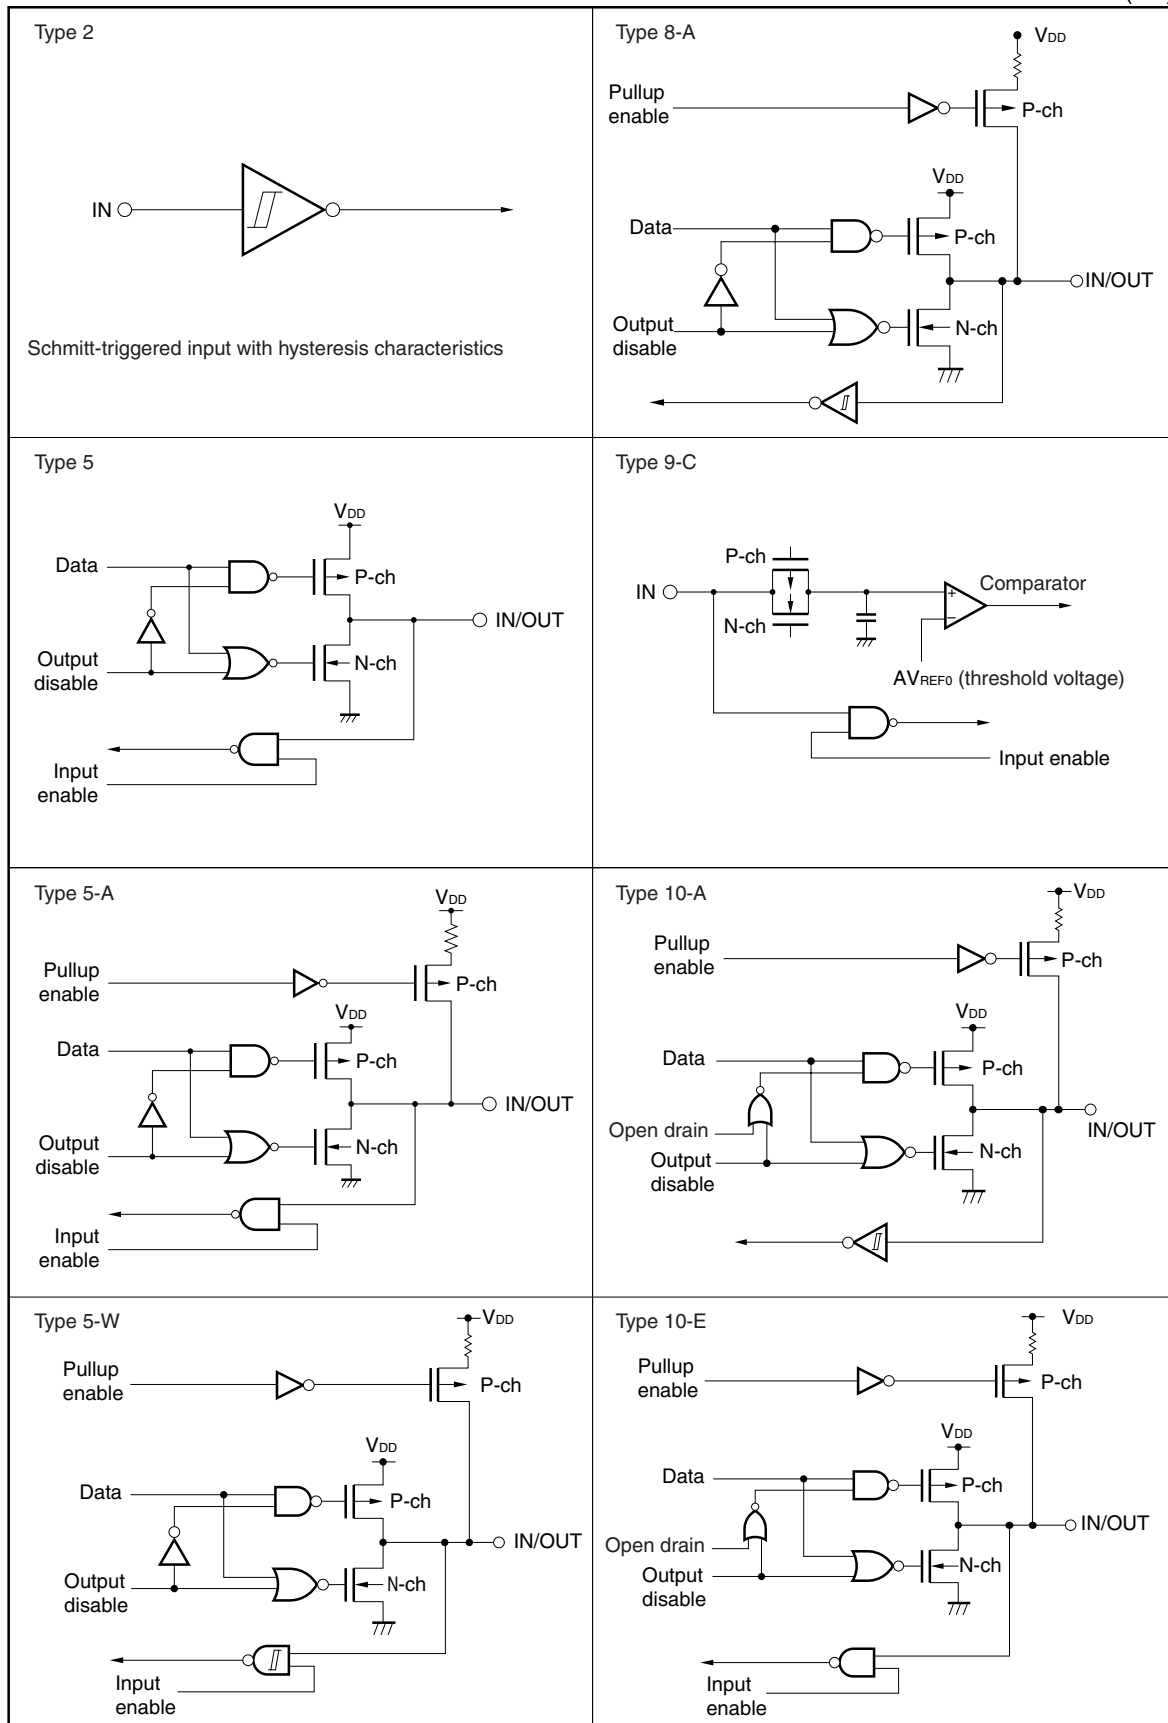 Type 2
IN
Schmitt-triggered input with hysteresis characteristics
Type 8-A
VDD
Pullup
enable
P-ch
VDD
Data
P-ch
IN/OUT
Output
disable
N-ch
Type 5
VDD
Data
P-ch
IN/OUT
Output
disable
N-ch
Input
enable
Type 9-C
P-ch
IN
N-ch
Comparator
AVREF0 (threshold voltage)
Input enable
Type 5-A
VDD
Pullup
enable
P-ch
VDD
Data
P-ch
IN/OUT
Output
disable
N-ch
Input
enable
Type 10-A
VDD
Pullup
enable
P-ch
VDD
Data
P-ch
IN/OUT
Open drain
Output
disable
N-ch
Type 5-W
VDD
Pullup
enable
P-ch
VDD
Data
P-ch
IN/OUT
Output
disable
N-ch
Input
enable
Type 10-E
VDD
Pullup
enable
P-ch
VDD
Data
P-ch
IN/OUT
Open drain
Output
disable
N-ch
Input
enable